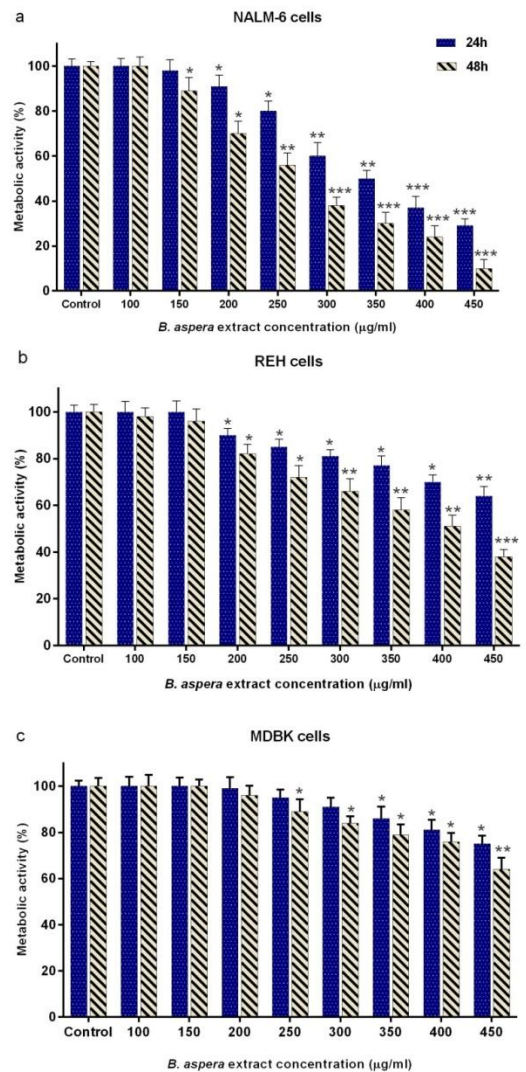 a
NALM-6 cells
24h
48h
Metabolic activity (%)
100
80
60
40
20
0
* * * * * ** *** ** *** *** *** *** ***
Control 100 150 200 250 300 350 400 450
B. aspera extract concentration (µg/ml)
b
REH cells
Metabolic activity (%)
100
80
60
40
20
0
* * * * * ** * ** * ** ** ***
Control 100 150 200 250 300 350 400 450
B. aspera extract concentration (µg/ml)
c
MDBK cells
Metabolic activity (%)
100
80
60
40
20
0
* * * * * * * **
Control 100 150 200 250 300 350 400 450
B. aspera extract concentration (µg/ml)